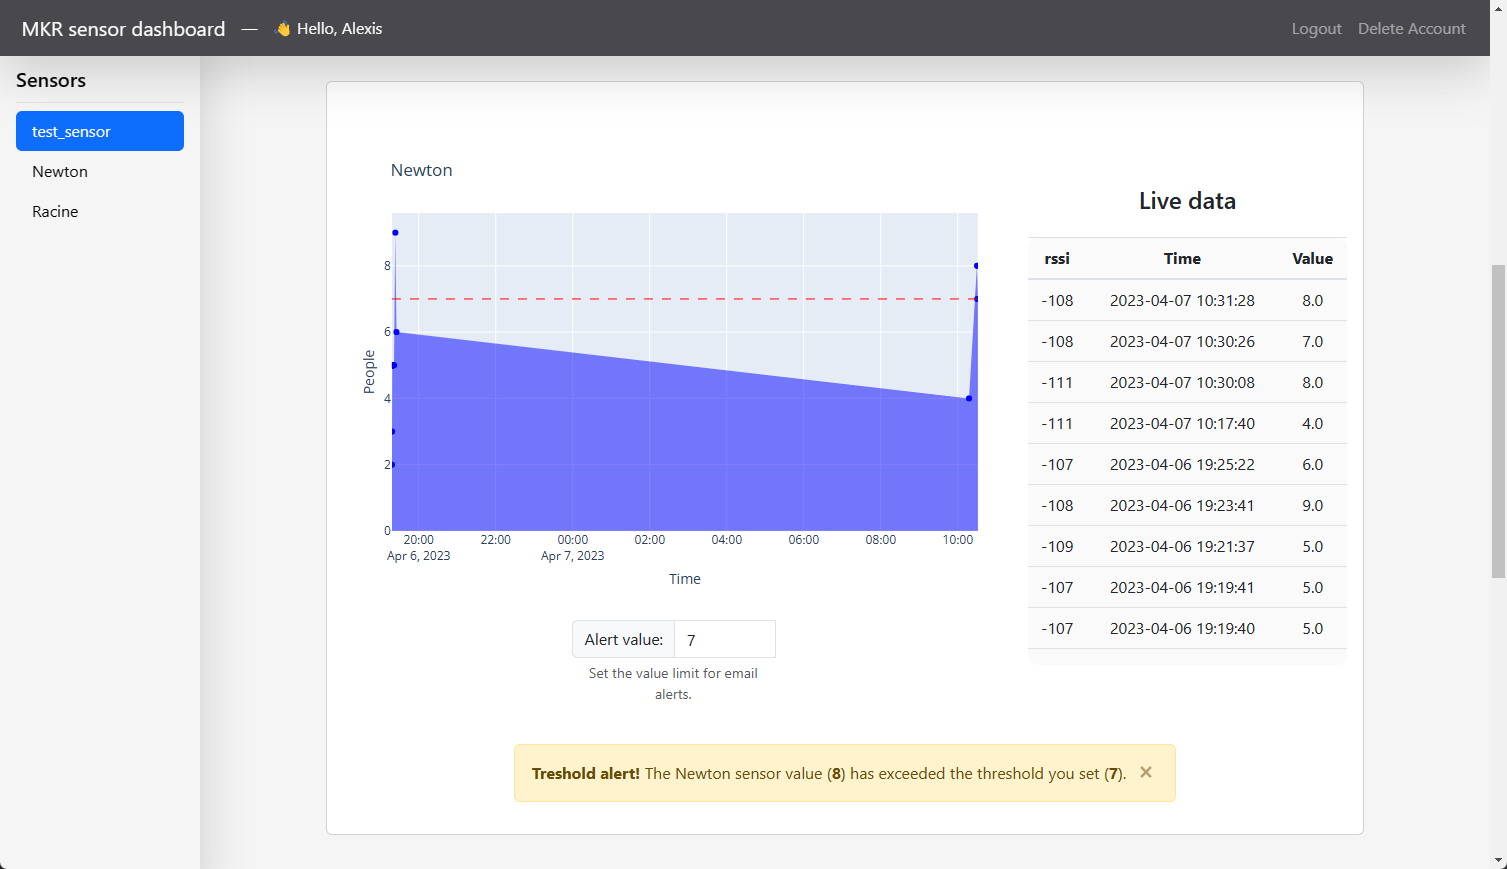 MKR sensor dashboard — 👋 Hello, Alexis
Logout Delete Account
Sensors
test_sensor
Newton
Racine
Newton
8
6
4
2
0
People
20:00 22:00 00:00 02:00 04:00 06:00 08:00 10:00
Apr 6, 2023 Apr 7, 2023
Time
Alert value: 7
Set the value limit for email
alerts.
Live data
rssi Time Value
-108 2023-04-07 10:31:28 8.0
-108 2023-04-07 10:30:26 7.0
-111 2023-04-07 10:30:08 8.0
-111 2023-04-07 10:17:40 4.0
-107 2023-04-06 19:25:22 6.0
-108 2023-04-06 19:23:41 9.0
-109 2023-04-06 19:21:37 5.0
-107 2023-04-06 19:19:41 5.0
-107 2023-04-06 19:19:40 5.0
Treshold alert! The Newton sensor value (8) has exceeded the threshold you set (7). ×